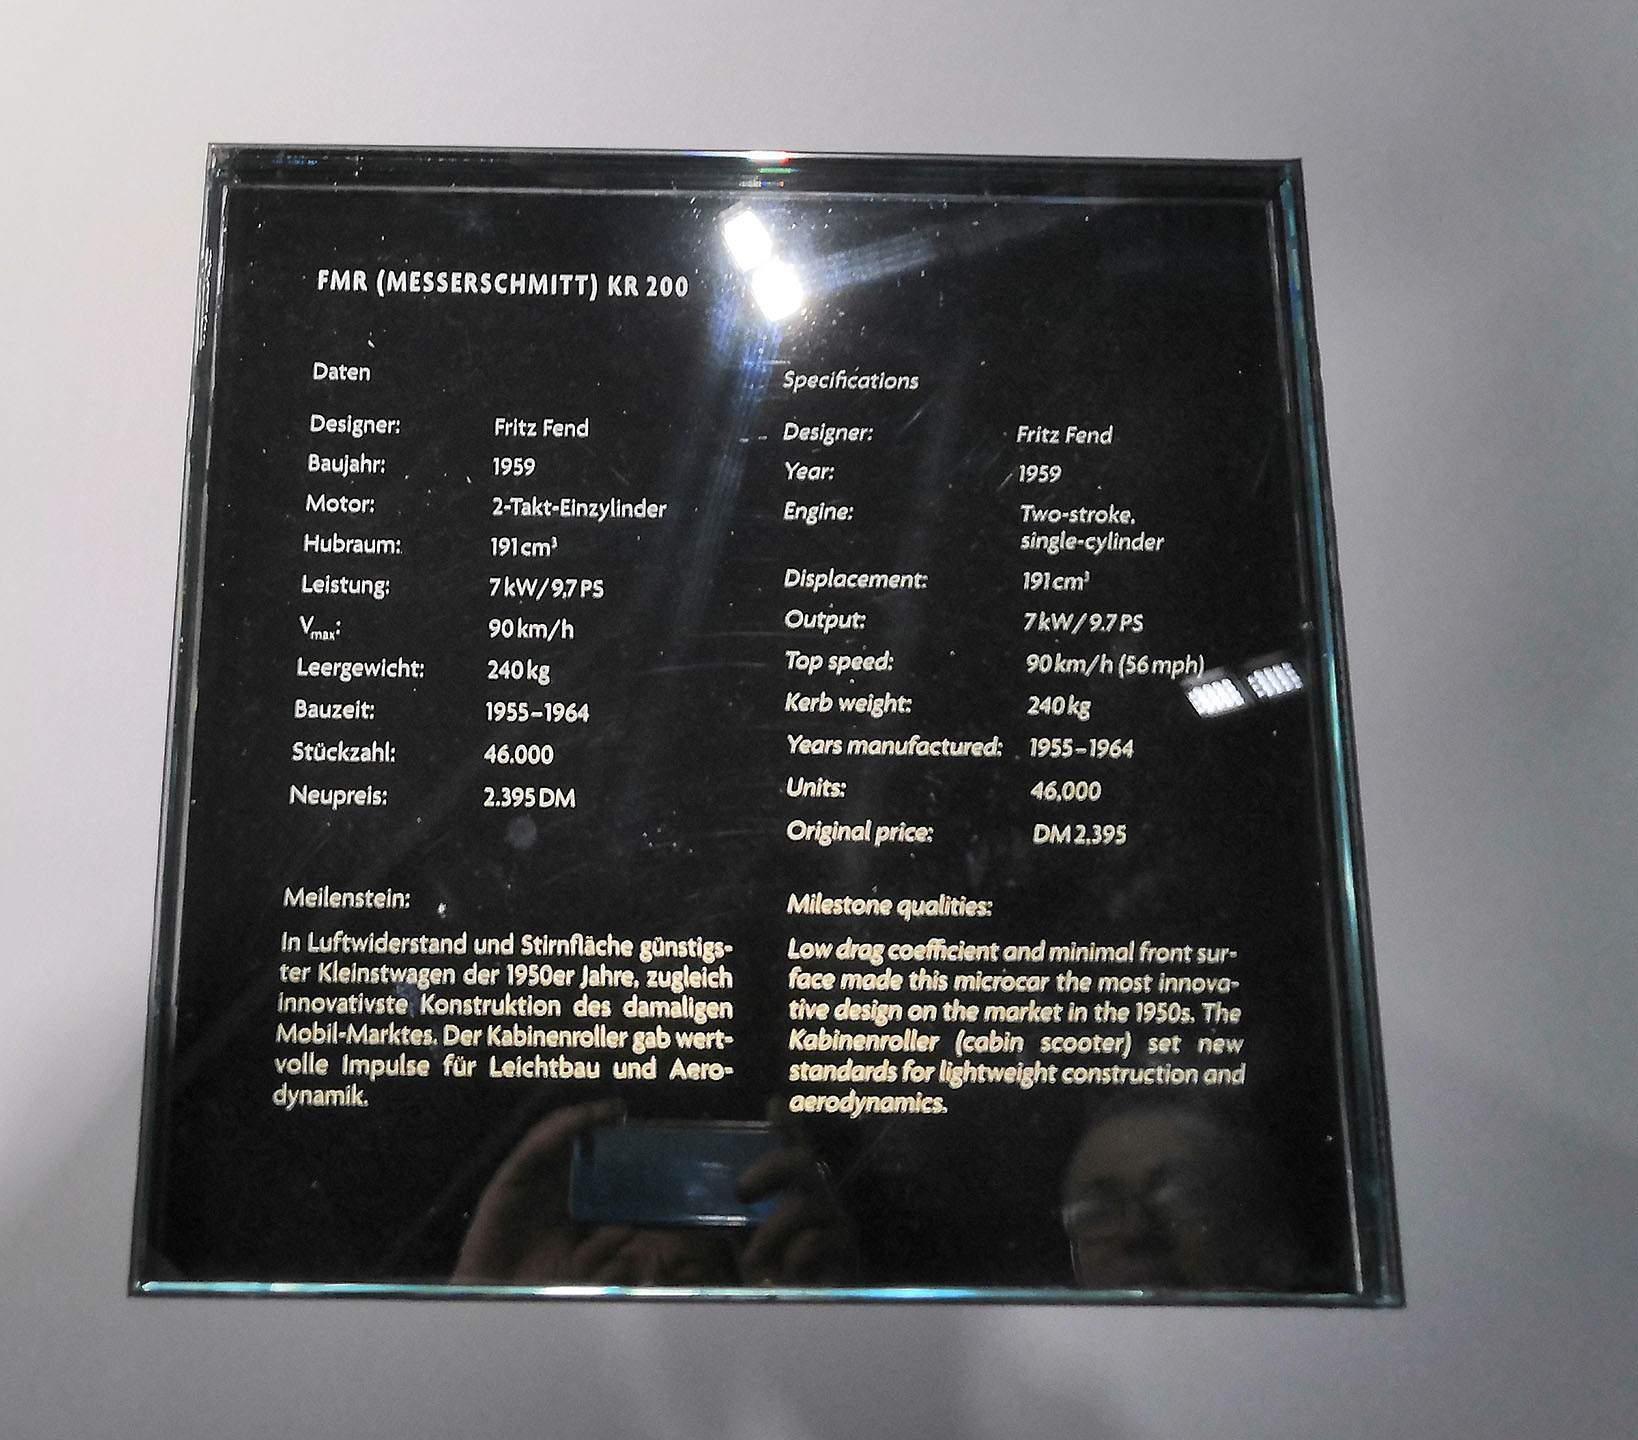 FMR (MESSERSCHMITT) KR 200
Daten
Designer: Fritz Fend
Baujahr: 1959
Motor: 2-Takt-Einzylinder
Hubraum: 191 cm³
Leistung: 7 kW / 9,7 PS
Vmax: 90 km/h
Leergewicht: 240 kg
Bauzeit: 1955–1964
Stückzahl: 46.000
Neupreis: 2.395 DM
Meilenstein:
In Luftwiderstand und Stirnfläche günstigs-
ter Kleinstwagen der 1950er Jahre, zugleich
innovativste Konstruktion des damaligen
Mobil-Marktes. Der Kabinenroller gab wert-
volle Impulse für Leichtbau und Aero-
dynamik.
Specifications
Designer: Fritz Fend
Year: 1959
Engine: Two-stroke,
single-cylinder
Displacement: 191 cm³
Output: 7 kW / 9.7 PS
Top speed: 90 km/h (56 mph)
Kerb weight: 240 kg
Years manufactured: 1955–1964
Units: 46,000
Original price: DM 2,395
Milestone qualities:
Low drag coefficient and minimal front sur-
face made this microcar the most innova-
tive design on the market in the 1950s. The
Kabinenroller (cabin scooter) set new
standards for lightweight construction and
aerodynamics.